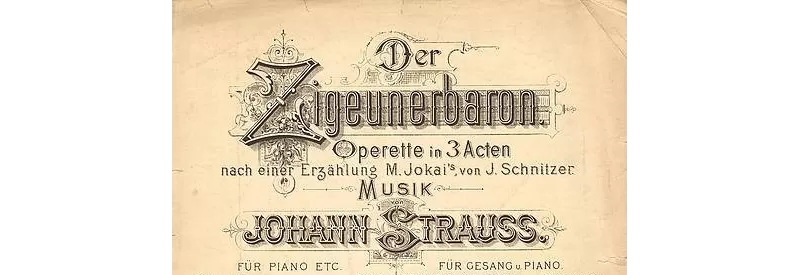 Der
Zigeunerbaron.
Operette in 3 Acten
nach einer Erzählung M. Jokai's, von J. Schnitzer
MUSIK
von
JOHANN STRAUSS.
FÜR PIANO ETC. FÜR GESANG u. PIANO.